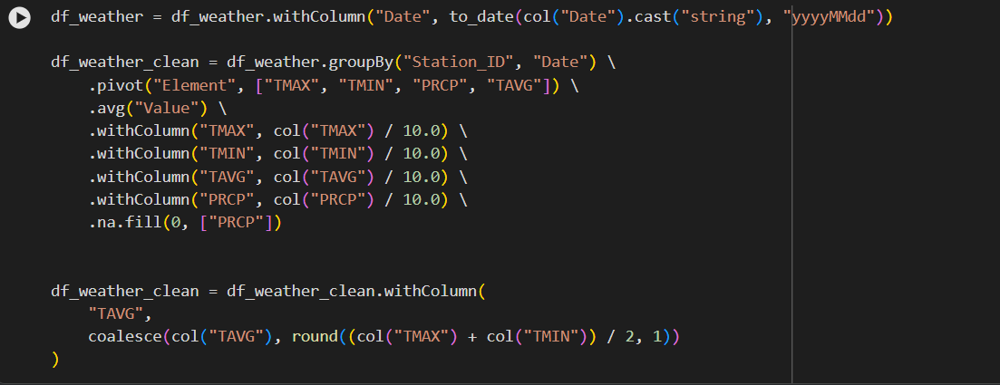 df_weather = df_weather.withColumn("Date", to_date(col("Date").cast("string"), "yyyyMMdd"))
df_weather_clean = df_weather.groupBy("Station_ID", "Date") \
    .pivot("Element", ["TMAX", "TMIN", "PRCP", "TAVG"]) \
    .avg("Value") \
    .withColumn("TMAX", col("TMAX") / 10.0) \
    .withColumn("TMIN", col("TMIN") / 10.0) \
    .withColumn("TAVG", col("TAVG") / 10.0) \
    .withColumn("PRCP", col("PRCP") / 10.0) \
    .na.fill(0, ["PRCP"])
df_weather_clean = df_weather_clean.withColumn(
    "TAVG",
    coalesce(col("TAVG"), round((col("TMAX") + col("TMIN")) / 2, 1))
)